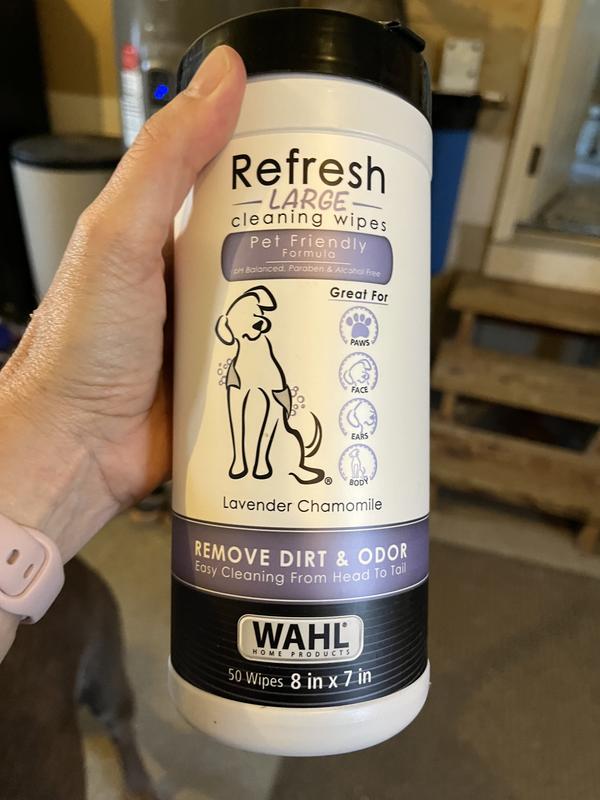 Refresh
LARGE
cleaning wipes
Pet Friendly
Formula
pH Balanced, Paraben & Alcohol Free
Great For
PAWS
FACE
EARS
BODY
®
Lavender Chamomile
REMOVE DIRT & ODOR
Easy Cleaning From Head To Tail
WAHL®
HOME PRODUCTS
50 Wipes 8 in x 7 in